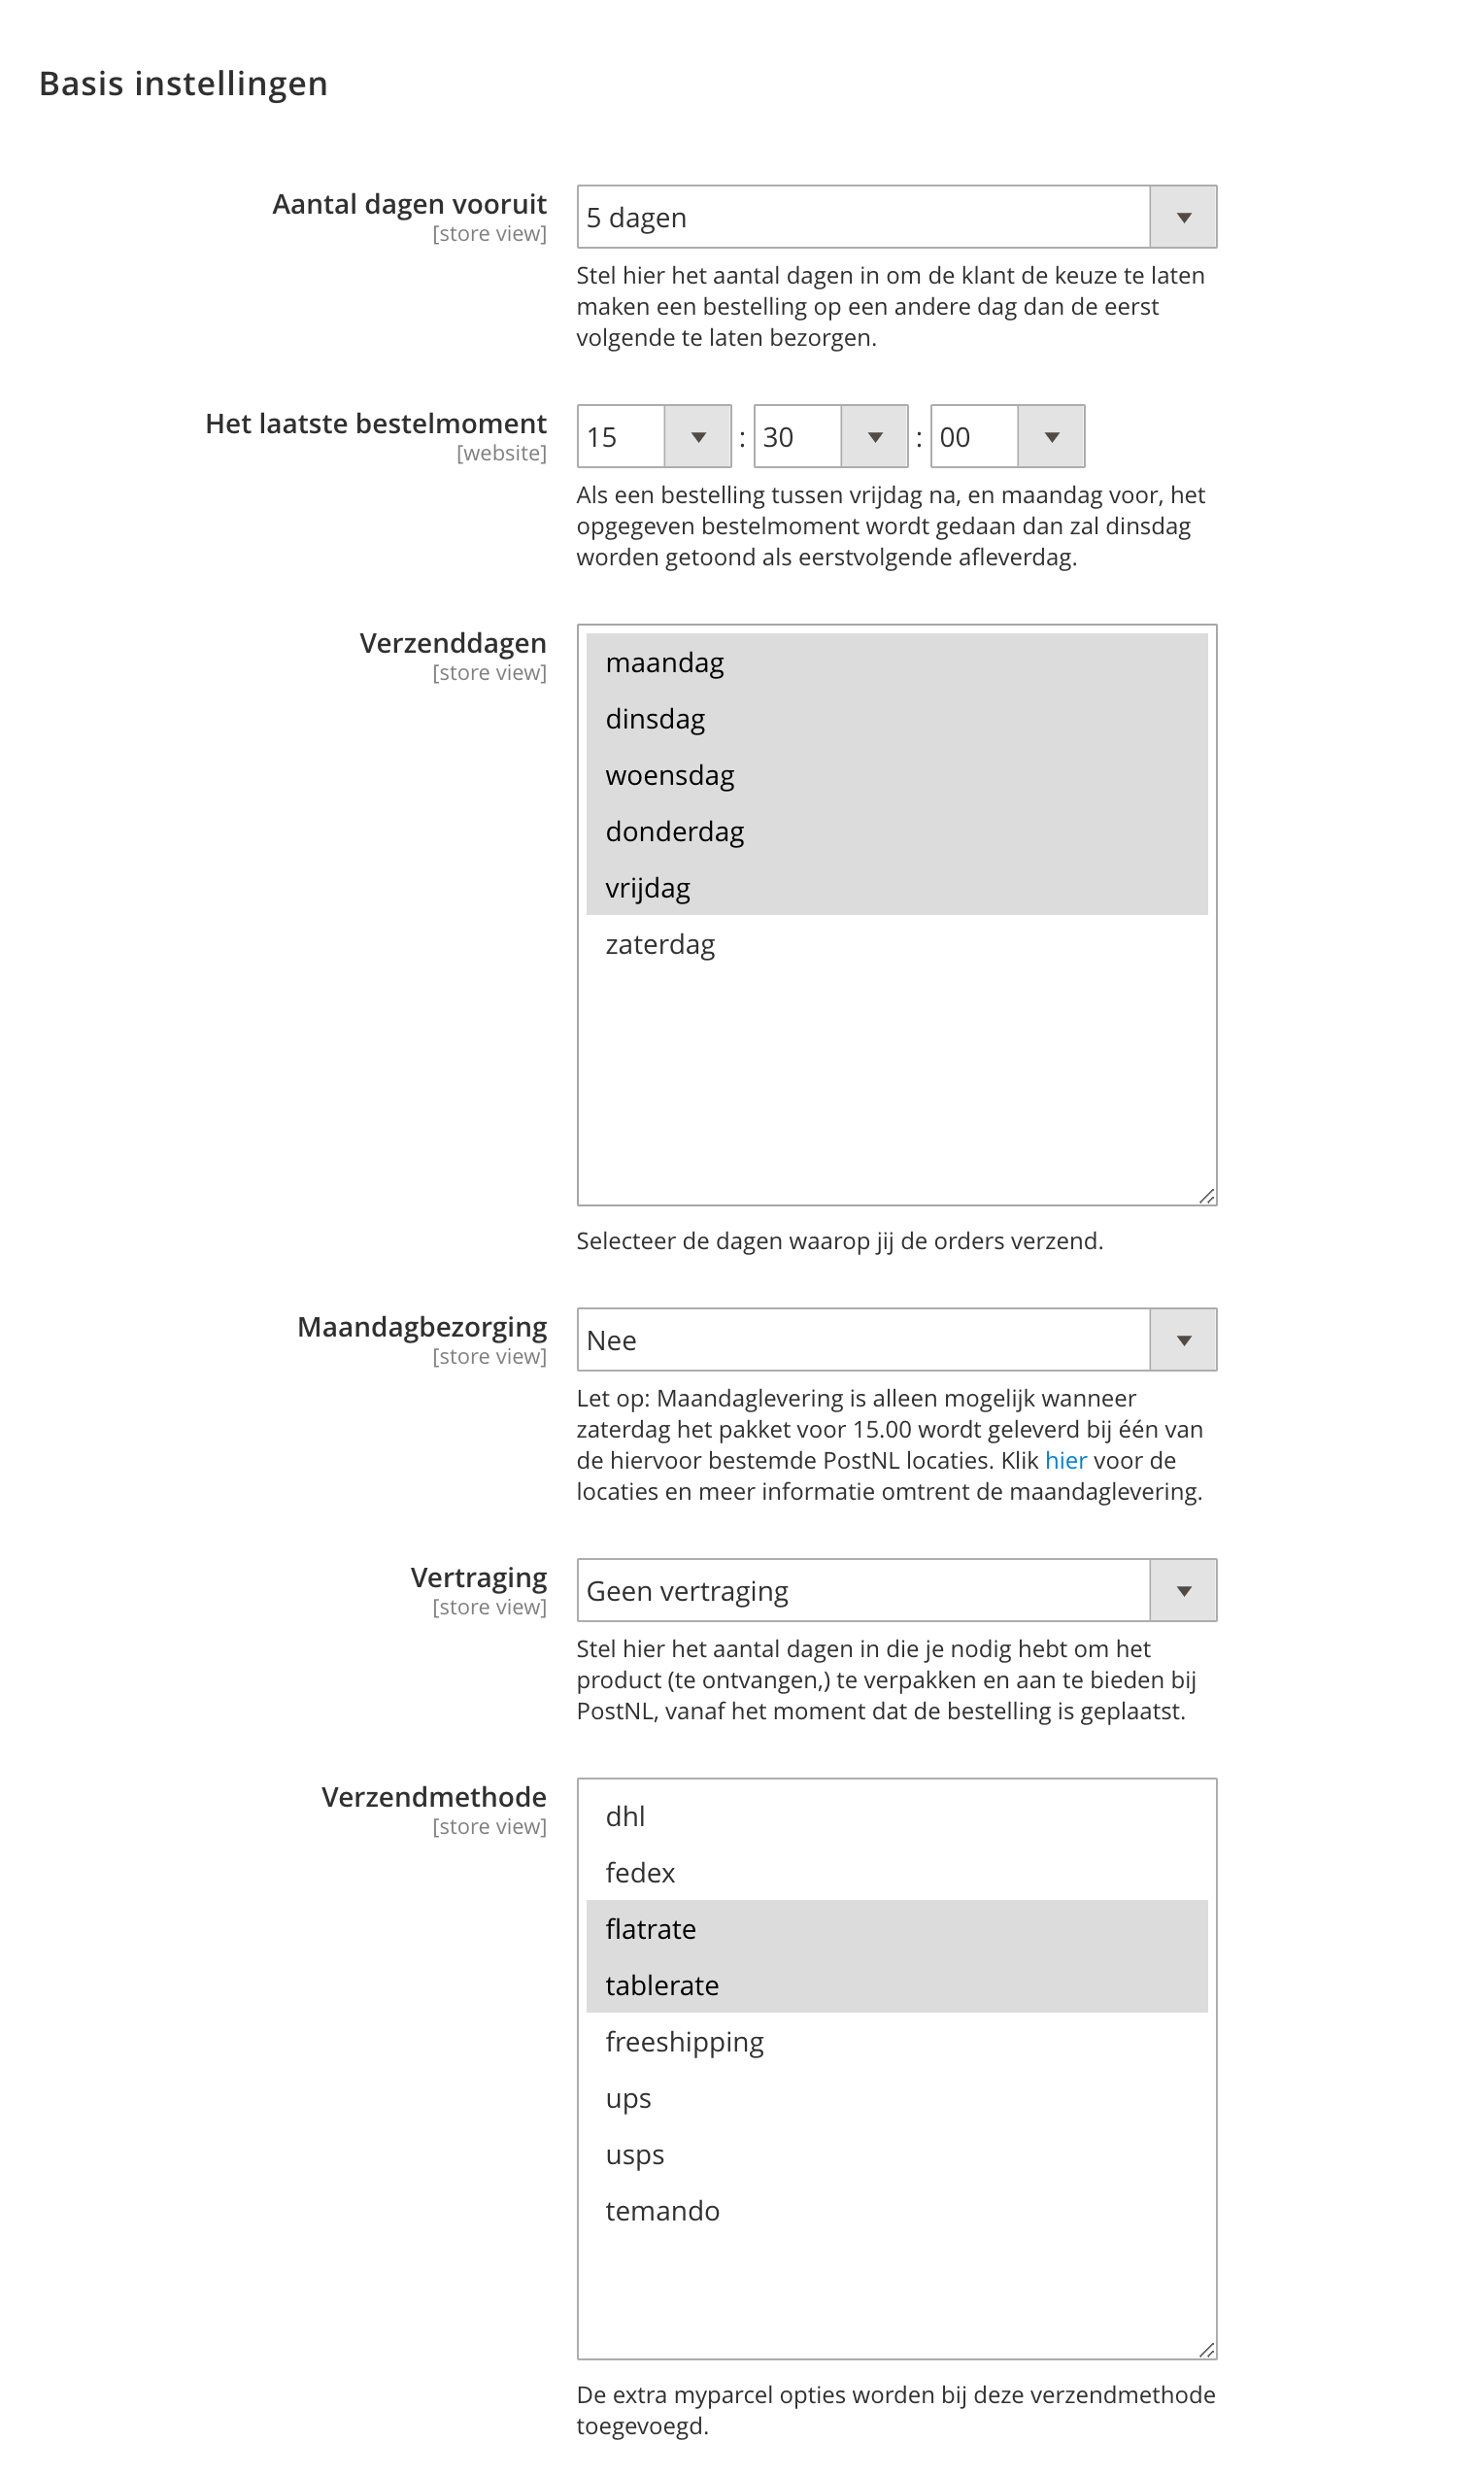 Basis instellingen
Aantal dagen vooruit
[store view]
5 dagen
Stel hier het aantal dagen in om de klant de keuze te laten
maken een bestelling op een andere dag dan de eerst
volgende te laten bezorgen.
Het laatste bestelmoment
[website]
15 : 30 : 00
Als een bestelling tussen vrijdag na, en maandag voor, het
opgegeven bestelmoment wordt gedaan dan zal dinsdag
worden getoond als eerstvolgende afleverdag.
Verzenddagen
[store view]
maandag
dinsdag
woensdag
donderdag
vrijdag
zaterdag
Selecteer de dagen waarop jij de orders verzend.
Maandagbezorging
[store view]
Nee
Let op: Maandaglevering is alleen mogelijk wanneer
zaterdag het pakket voor 15.00 wordt geleverd bij één van
de hiervoor bestemde PostNL locaties. Klik hier voor de
locaties en meer informatie omtrent de maandaglevering.
Vertraging
[store view]
Geen vertraging
Stel hier het aantal dagen in die je nodig hebt om het
product (te ontvangen,) te verpakken en aan te bieden bij
PostNL, vanaf het moment dat de bestelling is geplaatst.
Verzendmethode
[store view]
dhl
fedex
flatrate
tablerate
freeshipping
ups
usps
temando
De extra myparcel opties worden bij deze verzendmethode
toegevoegd.